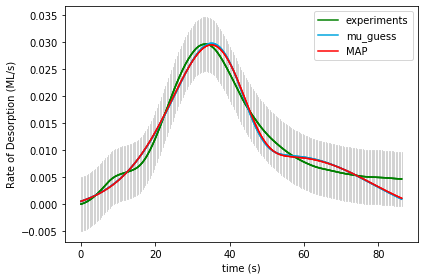 experiments
mu_guess
MAP
Rate of Desorption (ML/s)
0.035
0.030
0.025
0.020
0.015
0.010
0.005
0.000
−0.005
0 20 40 60 80
time (s)